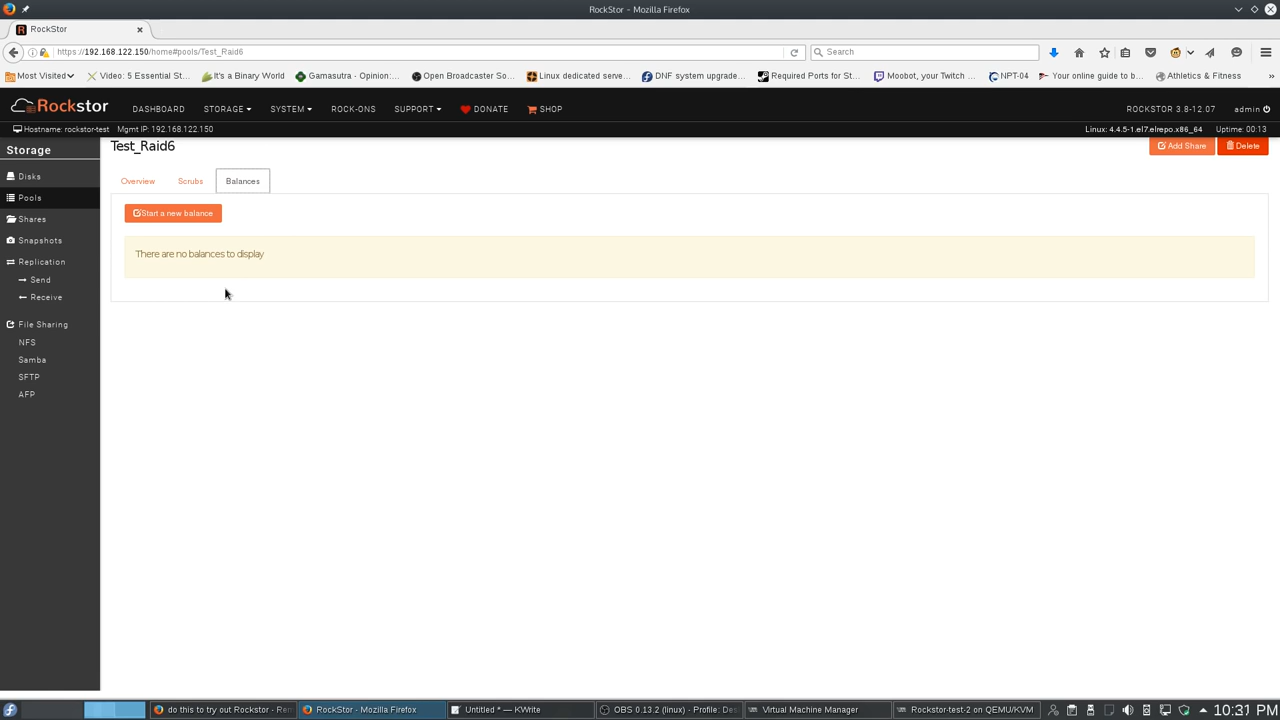 RockStor - Mozilla Firefox
RockStor
https://192.168.122.150/home#pools/Test_Raid6
Search
Most Visited
Video: 5 Essential St...
It's a Binary World
Gamasutra - Opinion:...
Open Broadcaster So...
Linux dedicated serve...
DNF system upgrade...
Required Ports for St...
Moobot, your Twitch ...
NPT-04
Your online guide to b...
Athletics & Fitness
»
Rockstor
DASHBOARD
STORAGE
SYSTEM
ROCK-ONS
SUPPORT
DONATE
SHOP
ROCKSTOR 3.8-12.07
admin
Hostname: rockstor-test
Mgmt IP: 192.168.122.150
Linux: 4.4.5-1.el7.elrepo.x86_64
Uptime: 00:13
Storage
Disks
Pools
Shares
Snapshots
Replication
Send
Receive
File Sharing
NFS
Samba
SFTP
AFP
Test_Raid6
Add Share
Delete
Overview
Scrubs
Balances
Start a new balance
There are no balances to display
do this to try out Rockstor - Rem
RockStor - Mozilla Firefox
Untitled * — KWrite
OBS 0.13.2 (linux) - Profile: Des
Virtual Machine Manager
Rockstor-test-2 on QEMU/KVM
10:31 PM